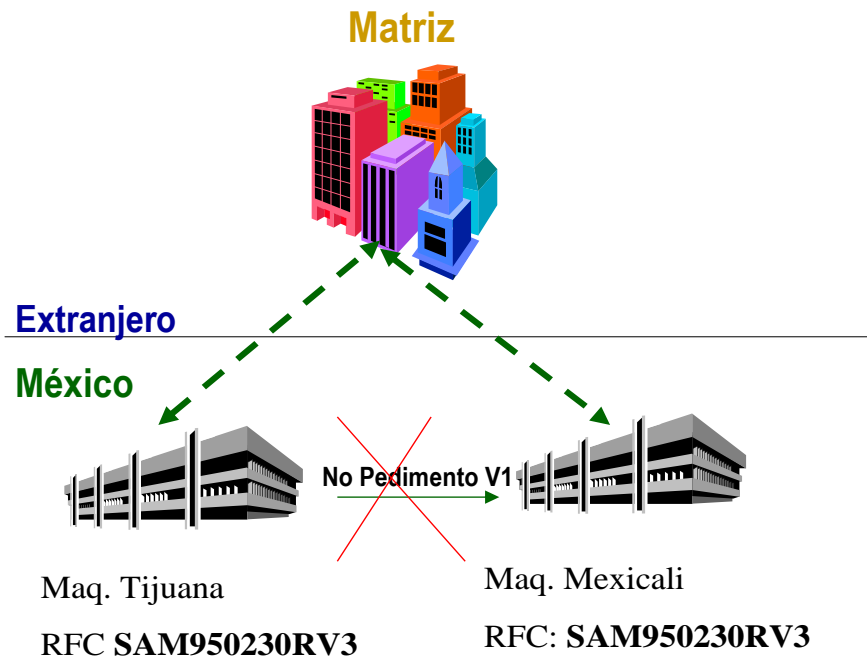 Matriz
Extranjero
México
No Pedimento V1
Maq. Tijuana
RFC SAM950230RV3
Maq. Mexicali
RFC: SAM950230RV3